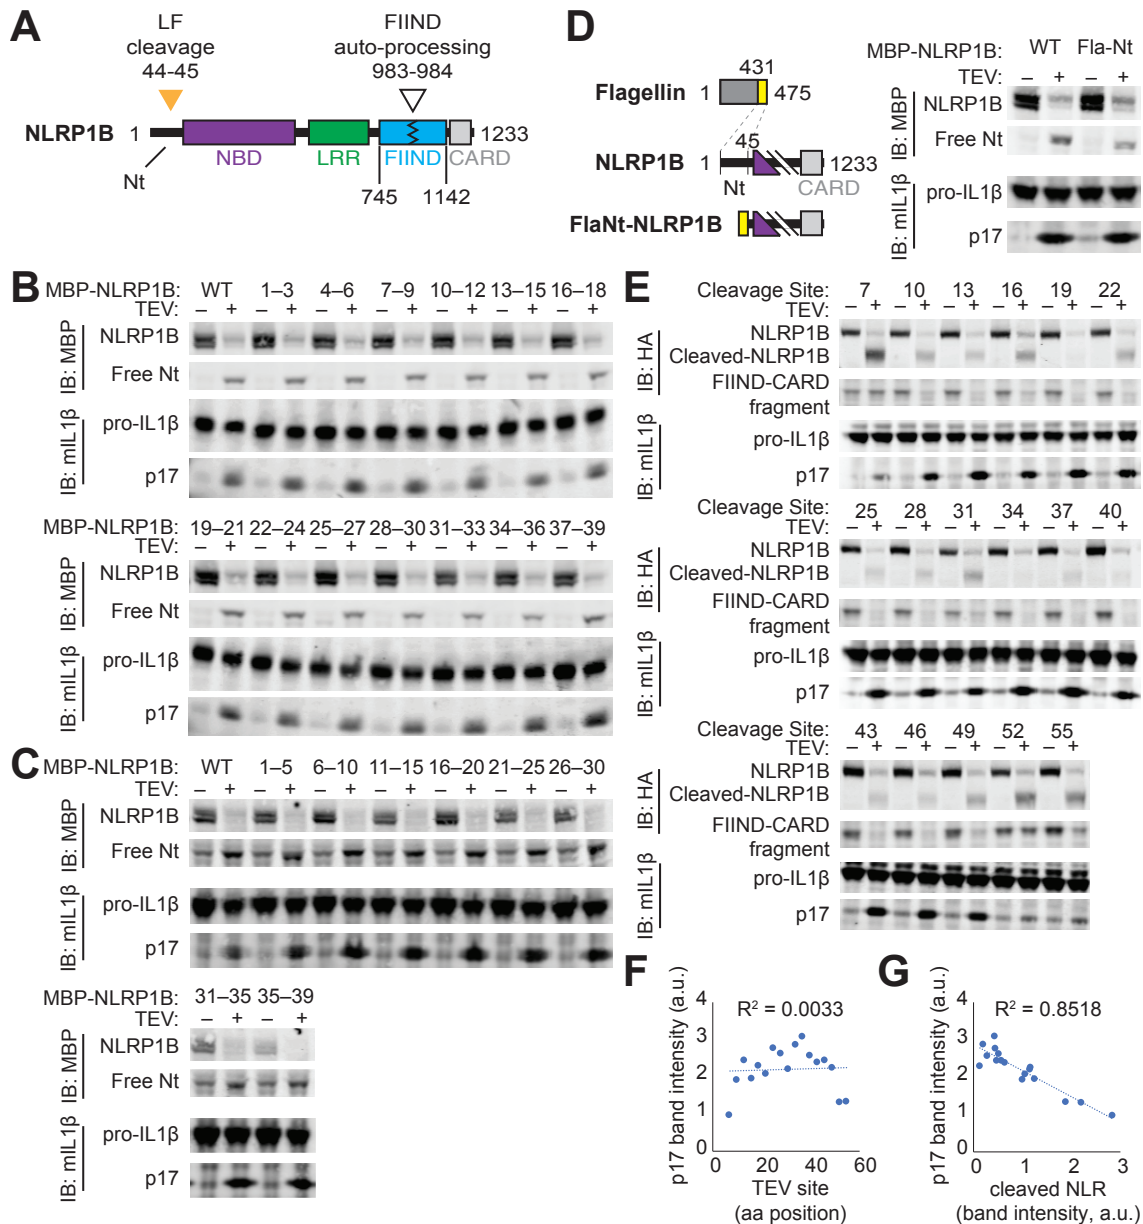 A
LF
cleavage
44-45
FIIND
auto-processing
983-984
NLRP1B 1
1233
NBD
LRR
FIIND
CARD
Nt
745
1142
B
MBP-NLRP1B: WT 1–3 4–6 7–9 10–12 13–15 16–18
TEV: – + – + – + – + – + – + – +
IB: MBP
NLRP1B
Free Nt
IB: mIL1β
pro-IL1β
p17
MBP-NLRP1B: 19–21 22–24 25–27 28–30 31–33 34–36 37–39
TEV: – + – + – + – + – + – + – +
IB: MBP
NLRP1B
Free Nt
IB: mIL1β
pro-IL1β
p17
C
MBP-NLRP1B: WT 1–5 6–10 11–15 16–20 21–25 26–30
TEV: – + – + – + – + – + – + – +
IB: MBP
NLRP1B
Free Nt
IB: mIL1β
pro-IL1β
p17
MBP-NLRP1B: 31–35 35–39
TEV: – + – +
IB: MBP
NLRP1B
Free Nt
IB: mIL1β
pro-IL1β
p17
D
431
Flagellin 1
475
45
NLRP1B 1
1233
Nt
CARD
FlaNt-NLRP1B
MBP-NLRP1B: WT Fla-Nt
TEV: – + – +
IB: MBP
NLRP1B
Free Nt
IB: mIL1β
pro-IL1β
p17
E
Cleavage Site: 7 10 13 16 19 22
TEV: – + – + – + – + – + – +
IB: HA
NLRP1B
Cleaved-NLRP1B
FIIND-CARD
fragment
IB: mIL1β
pro-IL1β
p17
Cleavage Site: 25 28 31 34 37 40
TEV: – + – + – + – + – + – +
IB: HA
NLRP1B
Cleaved-NLRP1B
FIIND-CARD
fragment
IB: mIL1β
pro-IL1β
p17
Cleavage Site: 43 46 49 52 55
TEV: – + – + – + – + – +
IB: HA
NLRP1B
Cleaved-NLRP1B
FIIND-CARD
fragment
IB: mIL1β
pro-IL1β
p17
F
p17 band intensity (a.u.)
4
3
2
1
0
R² = 0.0033
0 20 40 60
TEV site
(aa position)
G
p17 band intensity (a.u.)
4
3
2
1
0
R² = 0.8518
0 1 2 3
cleaved NLR
(band intensity, a.u.)